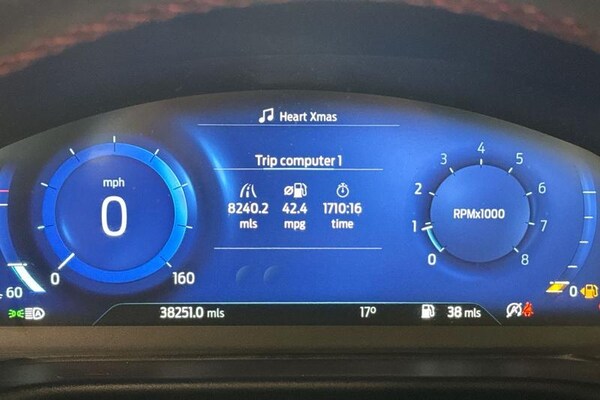 Heart Xmas
Trip computer 1
mph
0
0
160
8240.2
mls
42.4
mpg
1710:16
time
0
1
2
3
4
5
6
7
8
RPMx1000
60
0
38251.0 mls
17°
38 mls